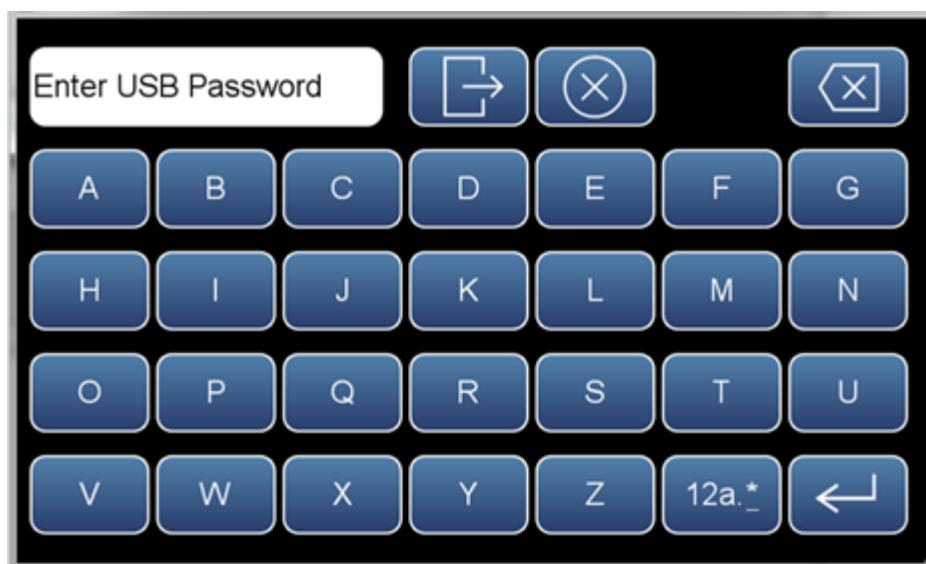 Enter USB Password
A B C D E F G
H I J K L M N
O P Q R S T U
V W X Y Z 12a.*_